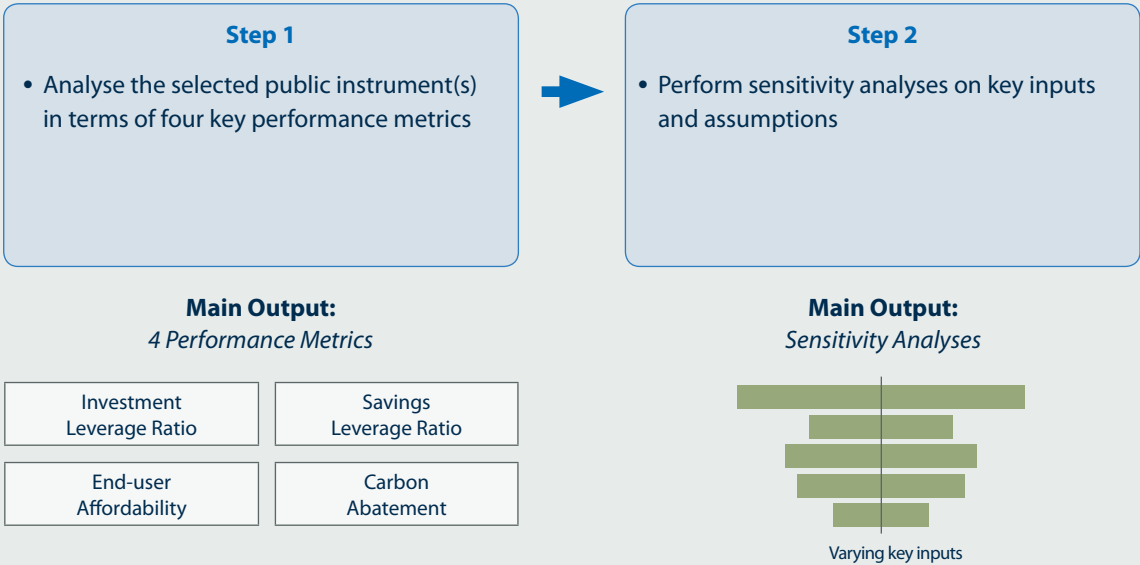 Step 1
• Analyse the selected public instrument(s)
in terms of four key performance metrics
Step 2
• Perform sensitivity analyses on key inputs
and assumptions
Main Output:
4 Performance Metrics
Investment
Leverage Ratio
Savings
Leverage Ratio
End-user
Affordability
Carbon
Abatement
Main Output:
Sensitivity Analyses
Varying key inputs